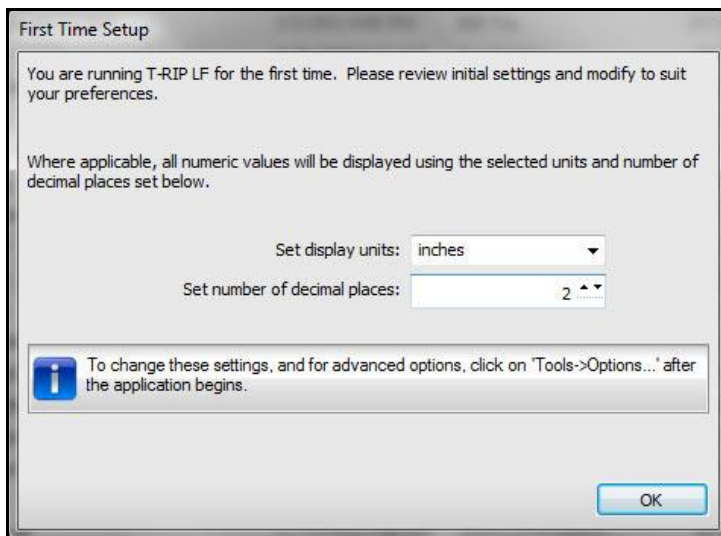 First Time Setup
You are running T-RIP LF for the first time.  Please review initial settings and modify to suit
your preferences.
Where applicable, all numeric values will be displayed using the selected units and number of
decimal places set below.
Set display units: inches
Set number of decimal places: 2
To change these settings, and for advanced options, click on 'Tools->Options...' after
the application begins.
OK